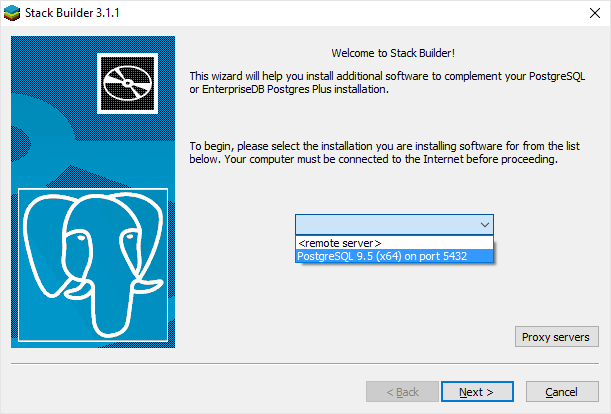 Stack Builder 3.1.1
Welcome to Stack Builder!
This wizard will help you install additional software to complement your PostgreSQL
or EnterpriseDB Postgres Plus installation.
To begin, please select the installation you are installing software for from the list
below. Your computer must be connected to the Internet before proceeding.
<remote server>
PostgreSQL 9.5 (x64) on port 5432
Proxy servers
< Back
Next >
Cancel